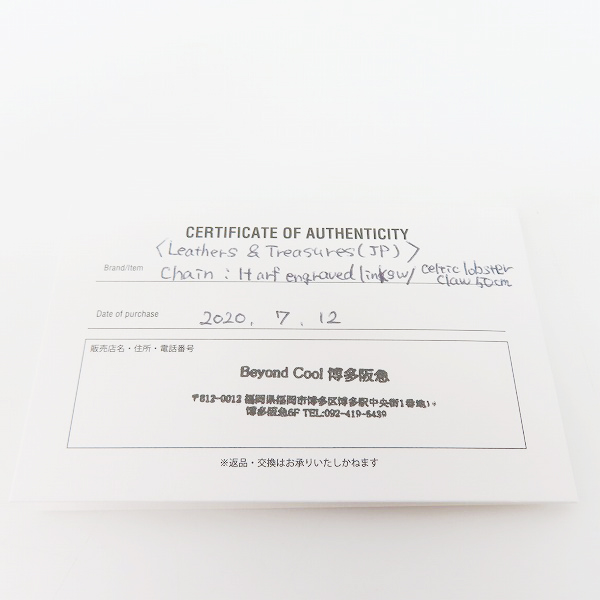 CERTIFICATE OF AUTHENTICITY
〈Leathers & Treasures(JP)〉
Brand/Item Chain : Half engraved links w/ celtic lobster claw 50cm
Date of purchase 2020. 7. 12
販売店名・住所・電話番号
Beyond Cool 博多阪急
〒812-0012 福岡県福岡市博多区博多駅中央街1番地1
博多阪急6F TEL:092-419-5439
※返品・交換はお承りいたしかねます